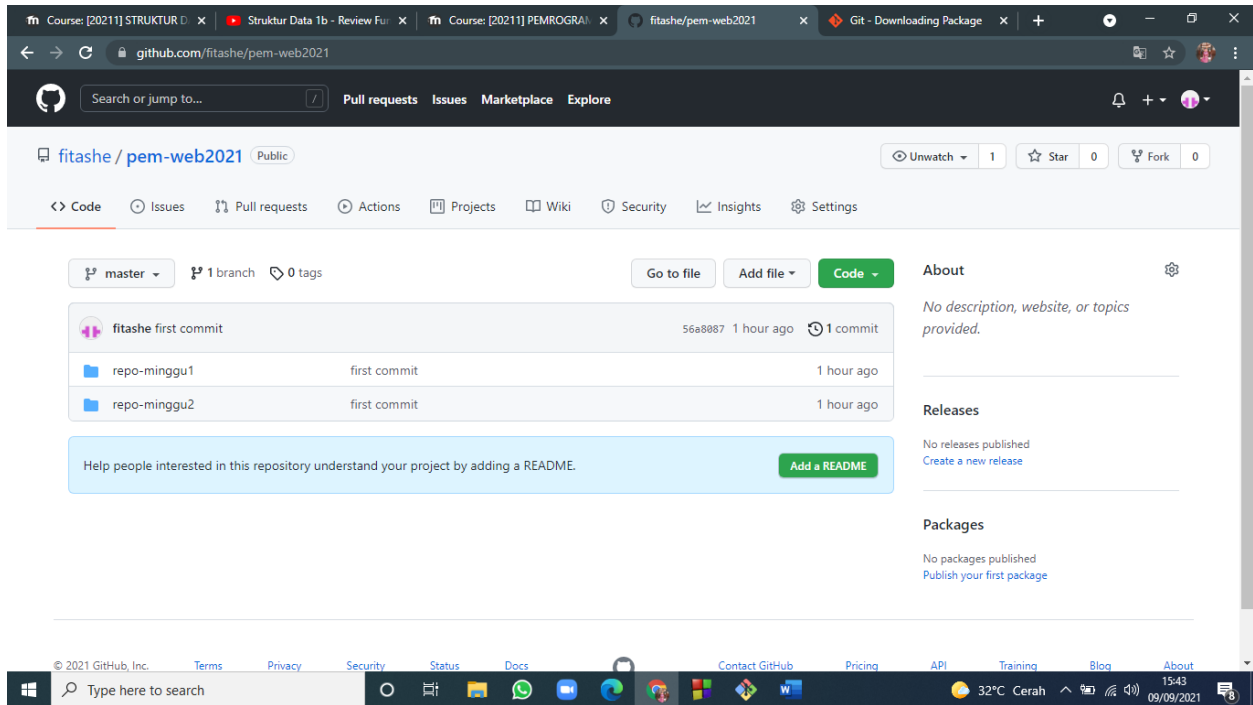 Course: [20211] STRUKTUR D
Struktur Data 1b - Review Fur
Course: [20211] PEMROGRAM
fitashe/pem-web2021
Git - Downloading Package
github.com/fitashe/pem-web2021
Search or jump to...
/
Pull requests Issues Marketplace Explore
fitashe / pem-web2021 Public
Unwatch 1 Star 0 Fork 0
<> Code Issues Pull requests Actions Projects Wiki Security Insights Settings
master 1 branch 0 tags Go to file Add file Code
fitashe first commit 56a8087 1 hour ago 1 commit
repo-minggu1 first commit 1 hour ago
repo-minggu2 first commit 1 hour ago
Help people interested in this repository understand your project by adding a README. Add a README
About
No description, website, or topics
provided.
Releases
No releases published
Create a new release
Packages
No packages published
Publish your first package
© 2021 GitHub, Inc. Terms Privacy Security Status Docs Contact GitHub Pricing API Training Blog About
Type here to search
32°C Cerah
15:43
09/09/2021
8